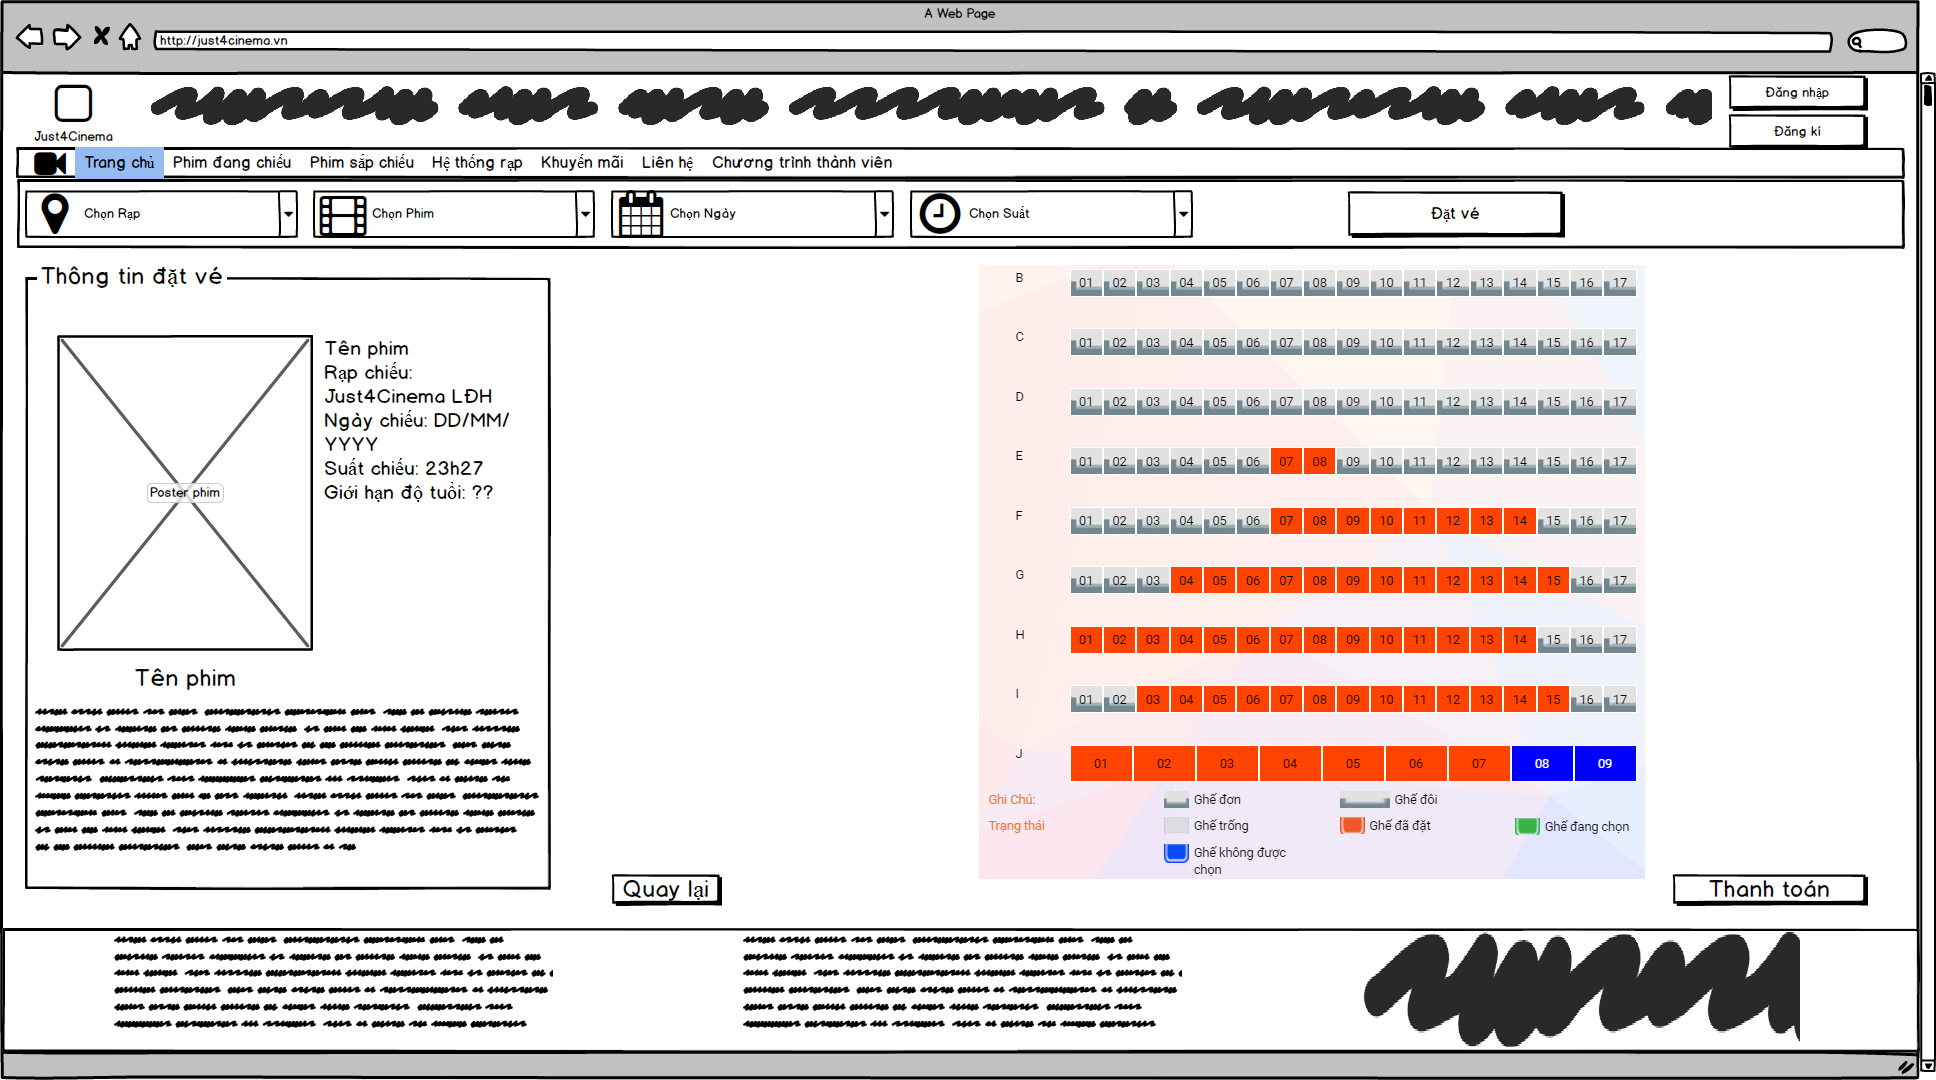 A Web Page
http://just4cinema.vn
Just4Cinema
Đăng nhập
Đăng kí
Trang chủ Phim đang chiếu Phim sắp chiếu Hệ thống rạp Khuyến mãi Liên hệ Chương trình thành viên
Chọn Rạp Chọn Phim Chọn Ngày Chọn Suất Đặt vé
Thông tin đặt vé
Poster phim
Tên phim
Rạp chiếu:
Just4Cinema LĐH
Ngày chiếu: DD/MM/
YYYY
Suất chiếu: 23h27
Giới hạn độ tuổi: ??
Tên phim
B 01 02 03 04 05 06 07 08 09 10 11 12 13 14 15 16 17
C 01 02 03 04 05 06 07 08 09 10 11 12 13 14 15 16 17
D 01 02 03 04 05 06 07 08 09 10 11 12 13 14 15 16 17
E 01 02 03 04 05 06 07 08 09 10 11 12 13 14 15 16 17
F 01 02 03 04 05 06 07 08 09 10 11 12 13 14 15 16 17
G 01 02 03 04 05 06 07 08 09 10 11 12 13 14 15 16 17
H 01 02 03 04 05 06 07 08 09 10 11 12 13 14 15 16 17
I 01 02 03 04 05 06 07 08 09 10 11 12 13 14 15 16 17
J 01 02 03 04 05 06 07 08 09
Ghi Chú: Ghế đơn Ghế đôi
Trạng thái Ghế trống Ghế đã đặt Ghế đang chọn
Ghế không được
chọn
Quay lại
Thanh toán